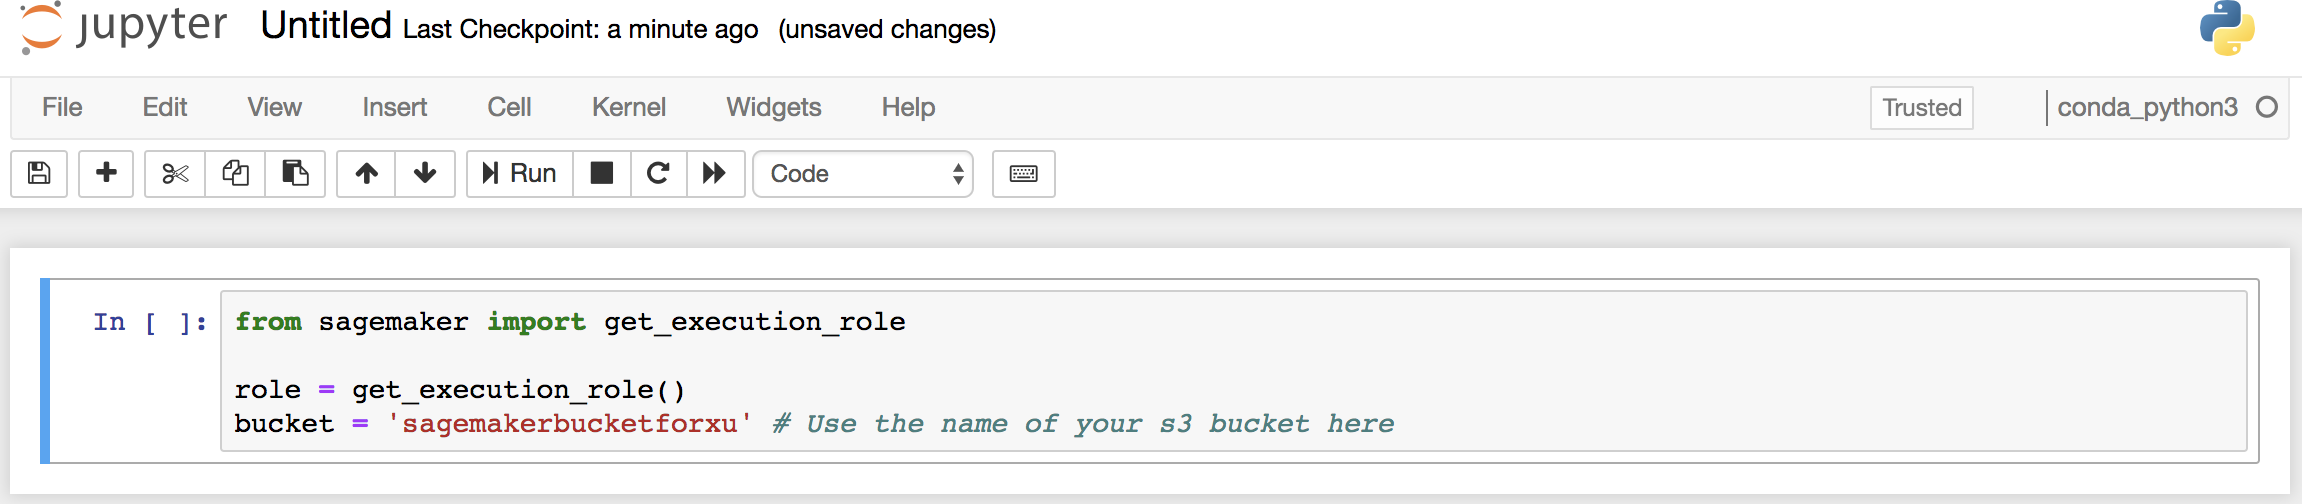 jupyter Untitled Last Checkpoint: a minute ago (unsaved changes)
File Edit View Insert Cell Kernel Widgets Help Trusted conda_python3
Run Code
In [ ]: from sagemaker import get_execution_role
role = get_execution_role()
bucket = 'sagemakerbucketforxu' # Use the name of your s3 bucket here